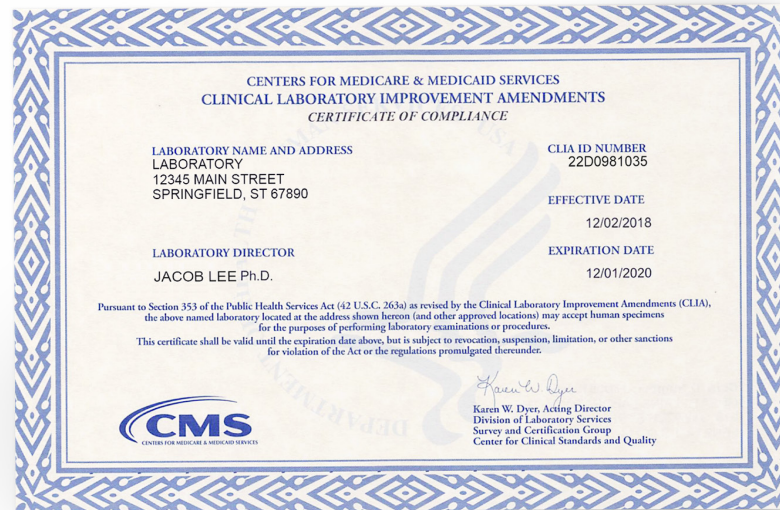 CENTERS FOR MEDICARE & MEDICAID SERVICES
CLINICAL LABORATORY IMPROVEMENT AMENDMENTS
CERTIFICATE OF COMPLIANCE
LABORATORY NAME AND ADDRESS
LABORATORY
12345 MAIN STREET
SPRINGFIELD, ST 67890
CLIA ID NUMBER
22D0981035
EFFECTIVE DATE
12/02/2018
LABORATORY DIRECTOR
JACOB LEE Ph.D.
EXPIRATION DATE
12/01/2020
Pursuant to Section 353 of the Public Health Services Act (42 U.S.C. 263a) as revised by the Clinical Laboratory Improvement Amendments (CLIA),
the above named laboratory located at the address shown hereon (and other approved locations) may accept human specimens
for the purposes of performing laboratory examinations or procedures.
This certificate shall be valid until the expiration date above, but is subject to revocation, suspension, limitation, or other sanctions
for violation of the Act or the regulations promulgated thereunder.
Karen W. Dyer
Karen W. Dyer, Acting Director
Division of Laboratory Services
Survey and Certification Group
Center for Clinical Standards and Quality
CMS
CENTERS FOR MEDICARE & MEDICAID SERVICES